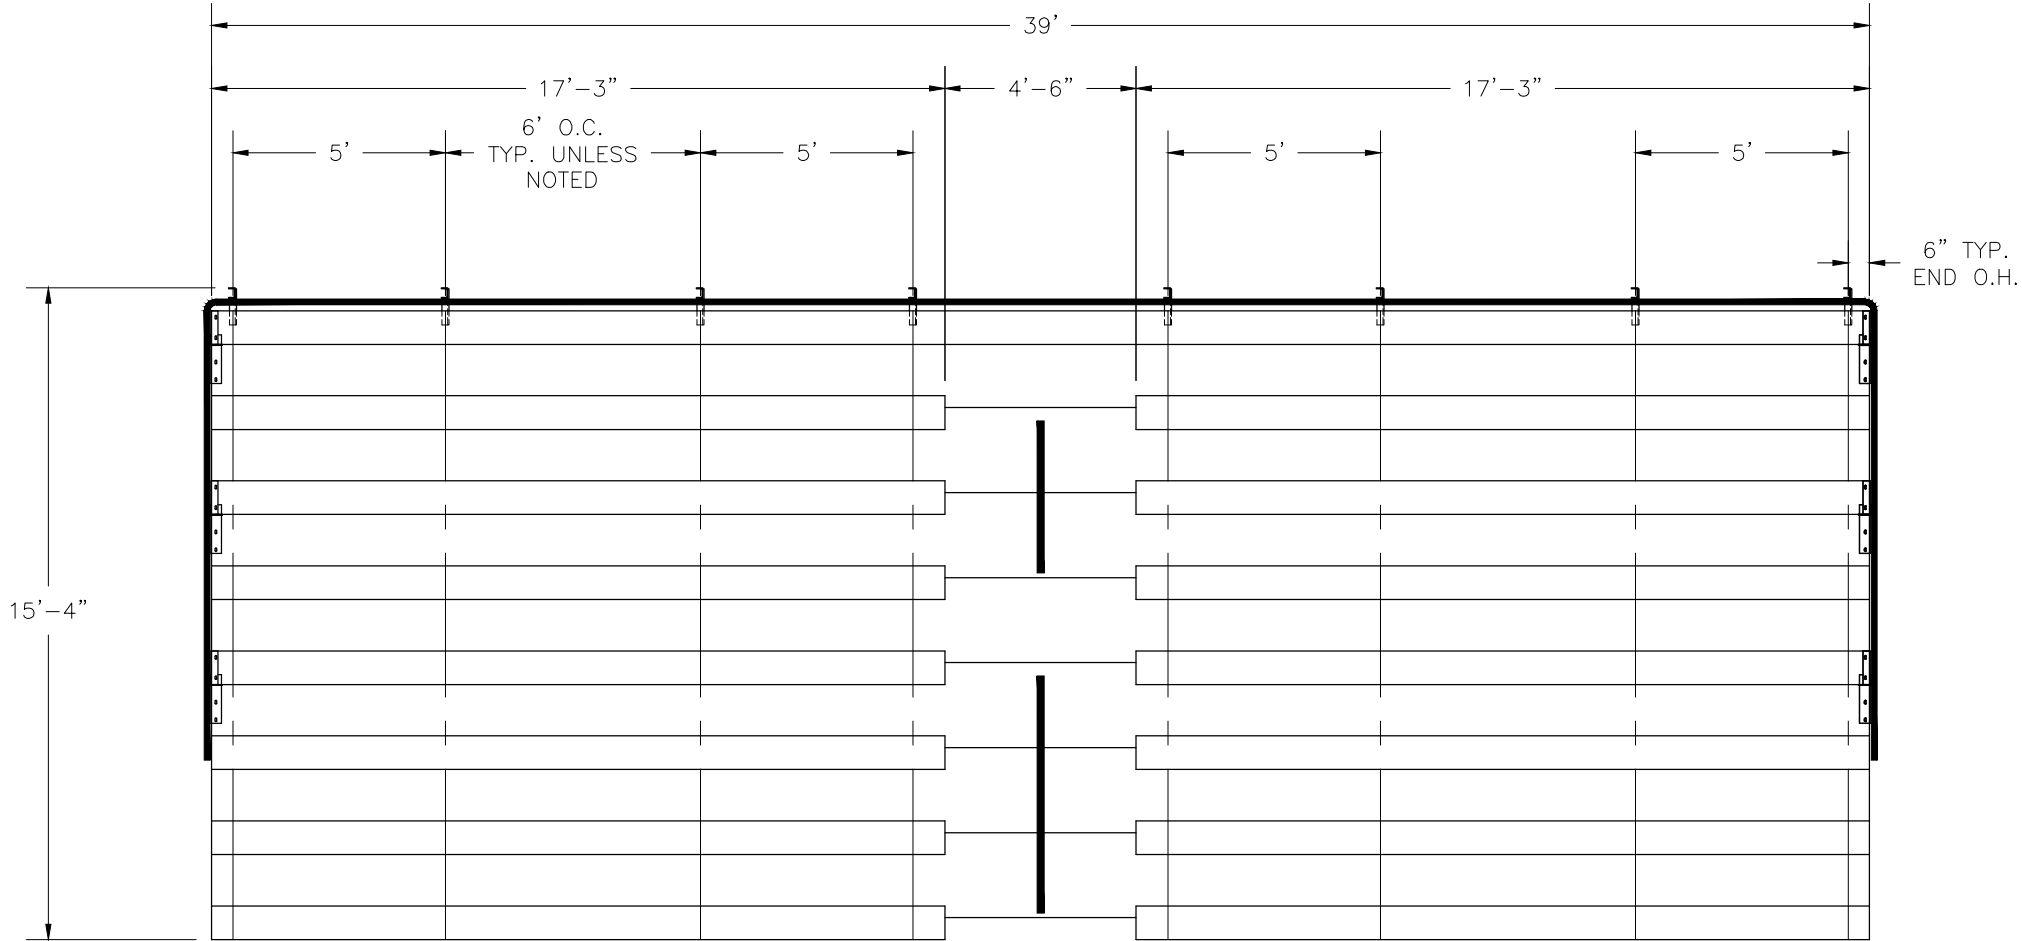 39'
17'-3"
4'-6"
17'-3"
5'
6' O.C.
TYP. UNLESS
NOTED
5'
5'
5'
6" TYP.
END O.H.
15'-4"